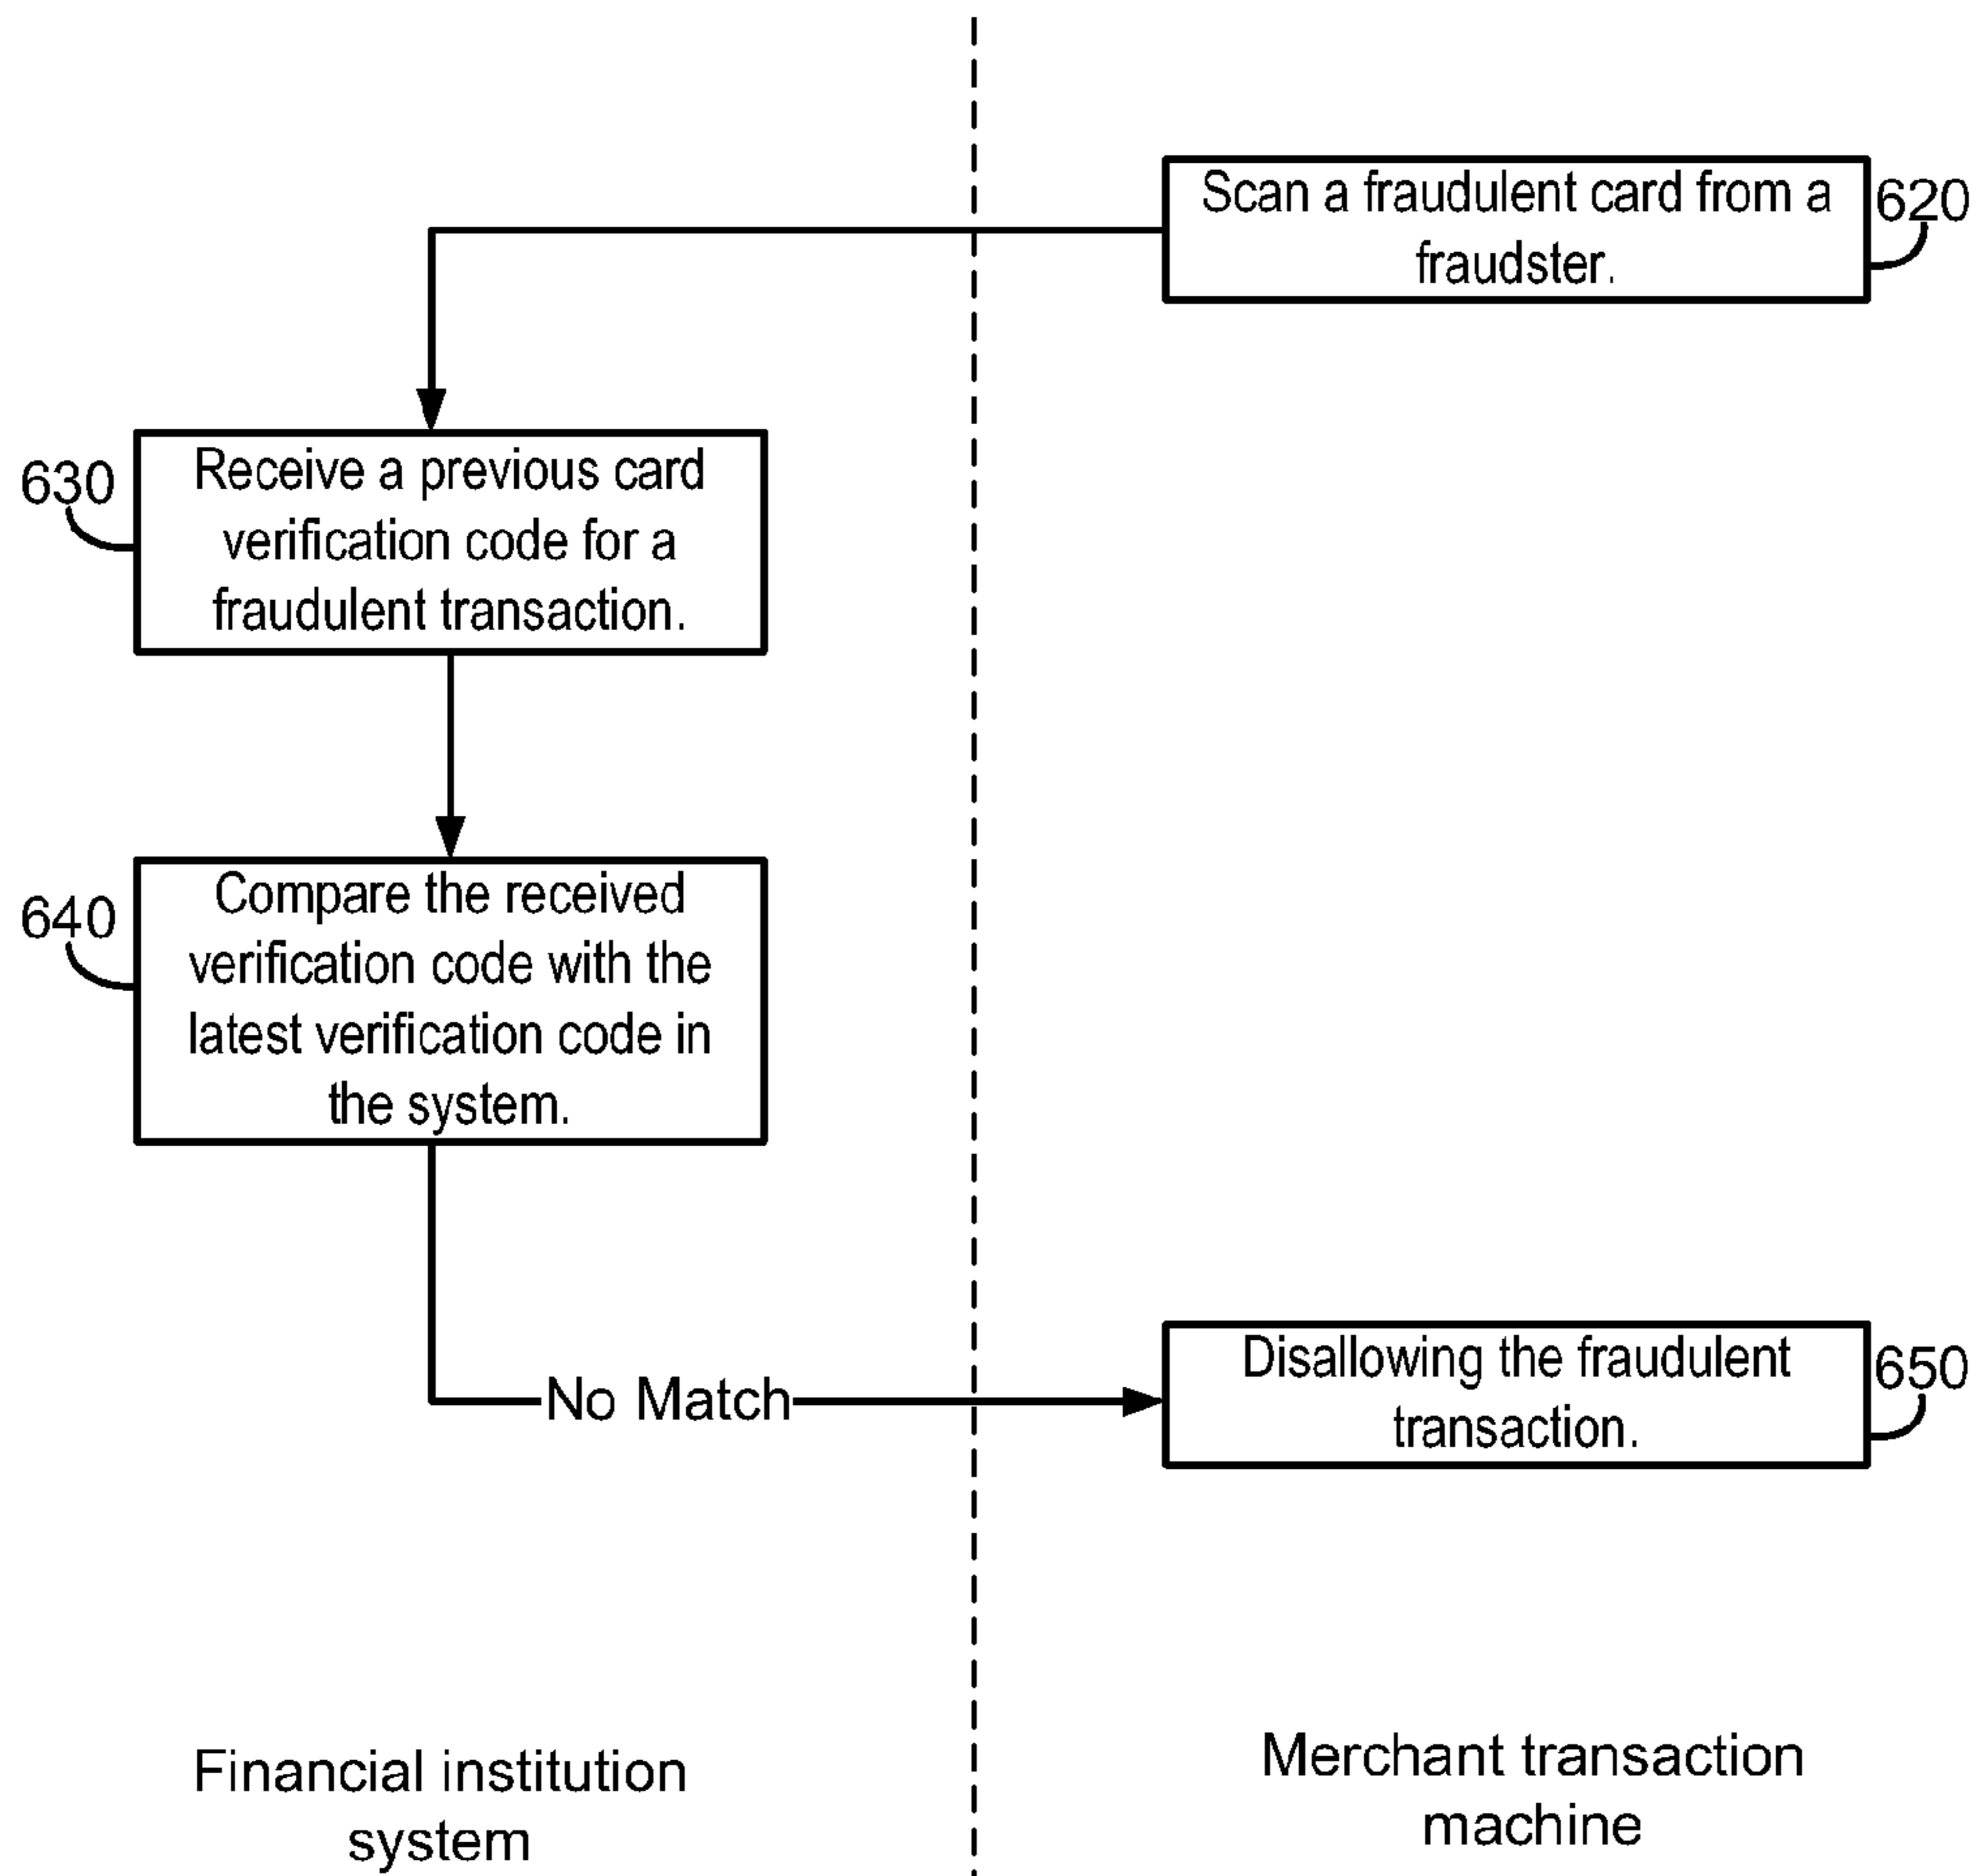 Scan a fraudulent card from a
fraudster.
620
630
Receive a previous card
verification code for a
fraudulent transaction.
640
Compare the received
verification code with the
latest verification code in
the system.
No Match
Disallowing the fraudulent
transaction.
650
Financial institution
system
Merchant transaction
machine